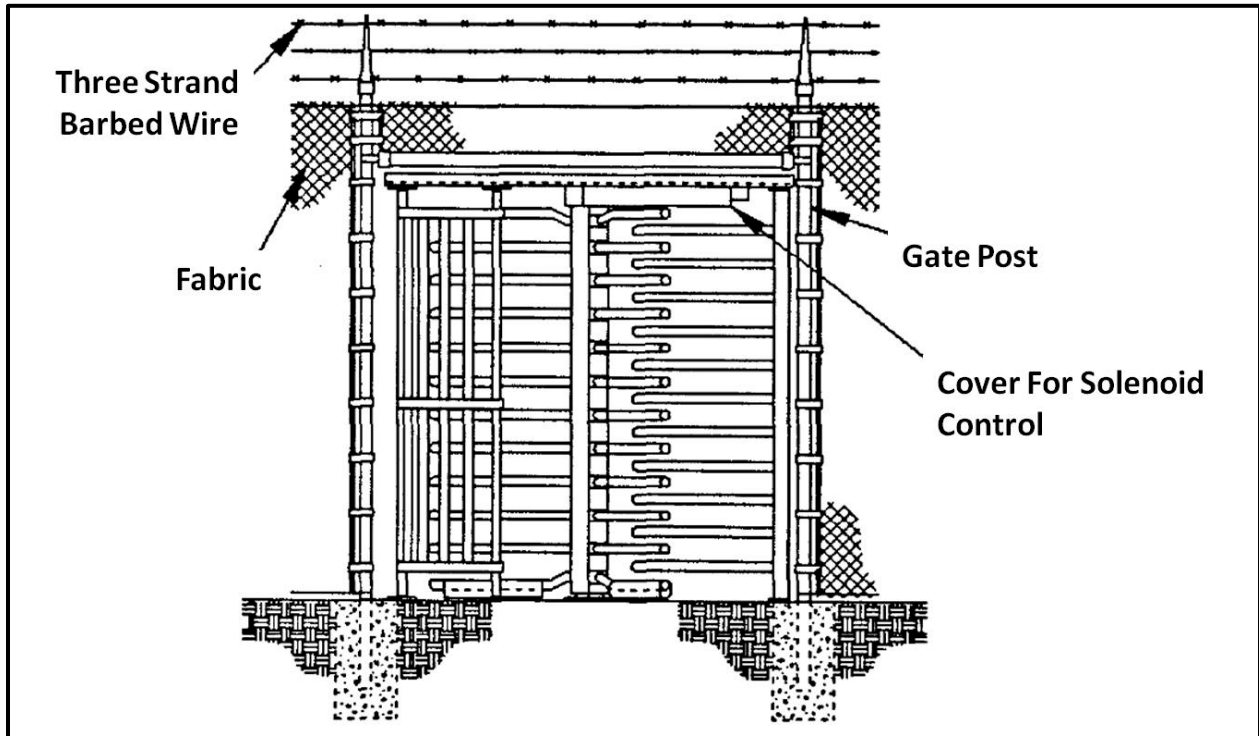 Three Strand
Barbed Wire
Fabric
Gate Post
Cover For Solenoid
Control